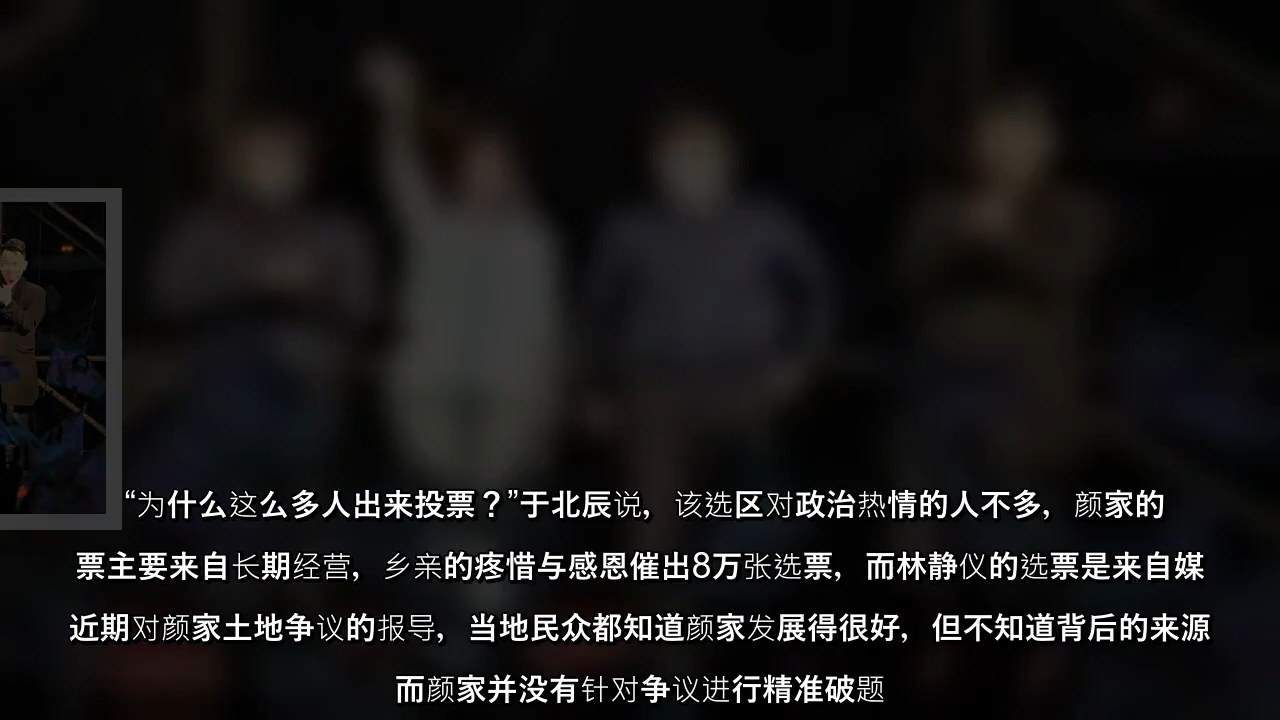 “为什么这么多人出来投票？”于北辰说，该选区对政治热情的人不多，颜家的
票主要来自长期经营，乡亲的疼惜与感恩催出8万张选票，而林静仪的选票是来自媒
近期对颜家土地争议的报导，当地民众都知道颜家发展得很好，但不知道背后的来源
而颜家并没有针对争议进行精准破题